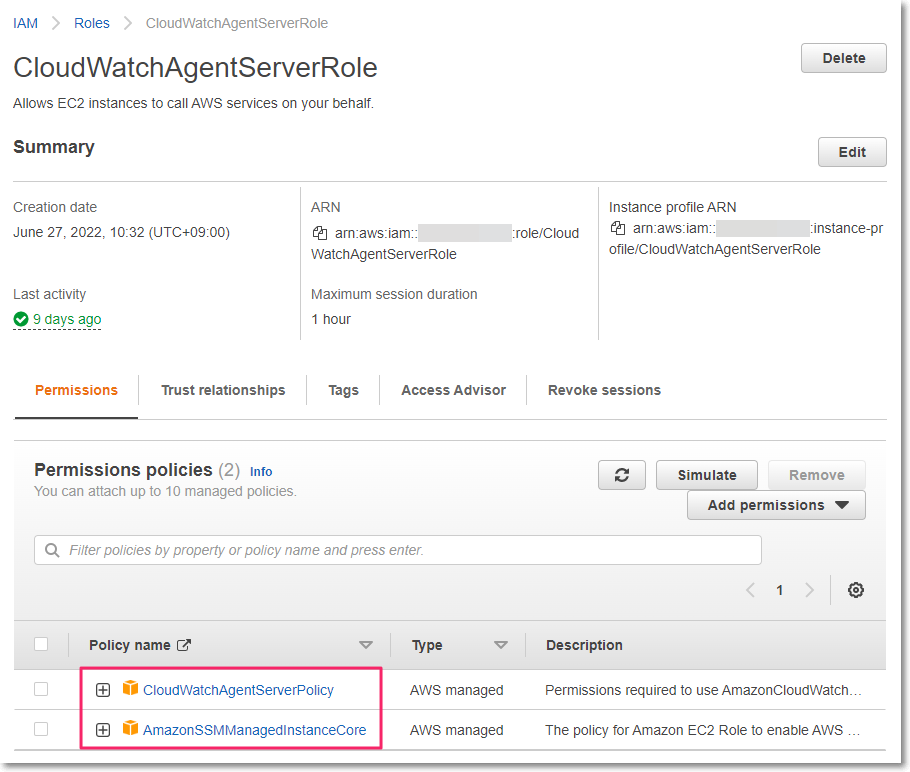 IAM
Roles
CloudWatchAgentServerRole
CloudWatchAgentServerRole
Delete
Allows EC2 instances to call AWS services on your behalf.
Summary
Edit
Creation date
June 27, 2022, 10:32 (UTC+09:00)
Last activity
9 days ago
ARN
arn:aws:iam:: :role/Cloud
WatchAgentServerRole
Maximum session duration
1 hour
Instance profile ARN
arn:aws:iam:: :instance-pr
ofile/CloudWatchAgentServerRole
Permissions
Trust relationships
Tags
Access Advisor
Revoke sessions
Permissions policies (2) Info
You can attach up to 10 managed policies.
Simulate
Remove
Add permissions
Filter policies by property or policy name and press enter.
1
Policy name
Type
Description
CloudWatchAgentServerPolicy
AWS managed
Permissions required to use AmazonCloudWatch…
AmazonSSMManagedInstanceCore
AWS managed
The policy for Amazon EC2 Role to enable AWS …